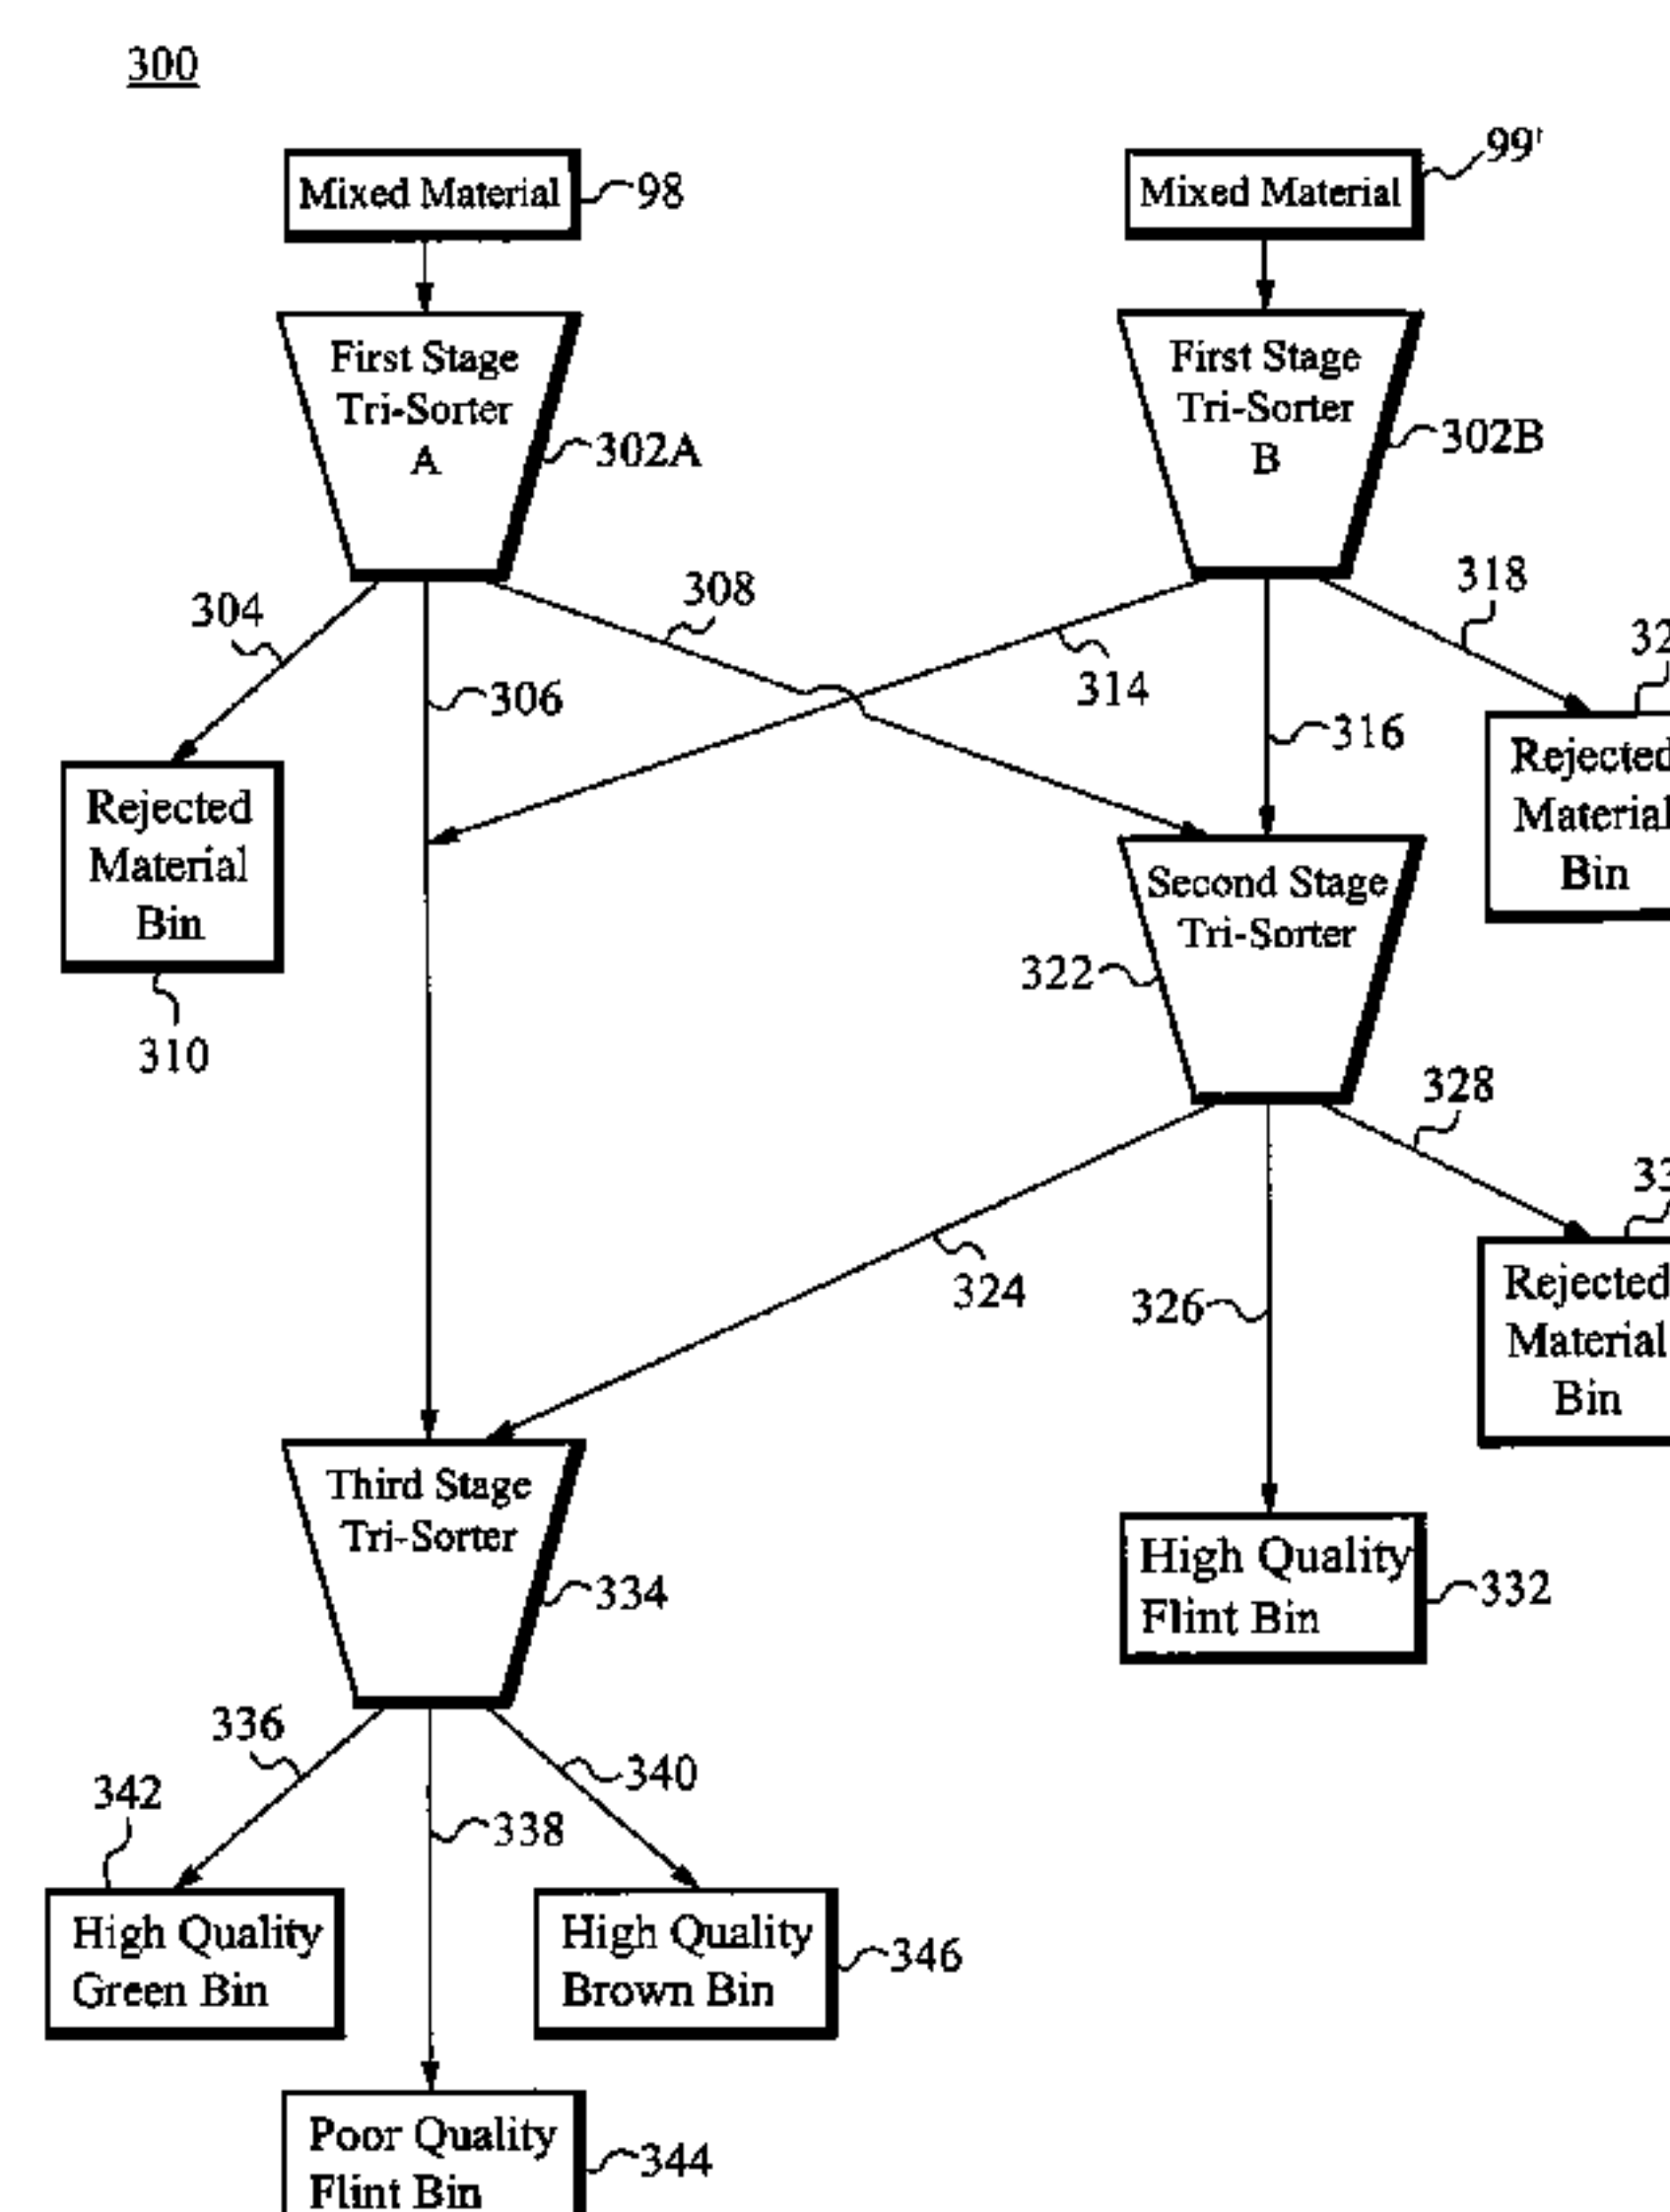 300
Mixed Material
98
Mixed Material
99'
First Stage
Tri-Sorter
A
302A
First Stage
Tri-Sorter
B
302B
304
306
308
314
316
318
Rejected
Material
Bin
310
Rejected
Material
Bin
Second Stage
Tri-Sorter
322
324
326
328
Rejected
Material
Bin
Third Stage
Tri-Sorter
334
High Quality
Flint Bin
332
336
338
340
342
High Quality
Green Bin
High Quality
Brown Bin
346
Poor Quality
Flint Bin
344